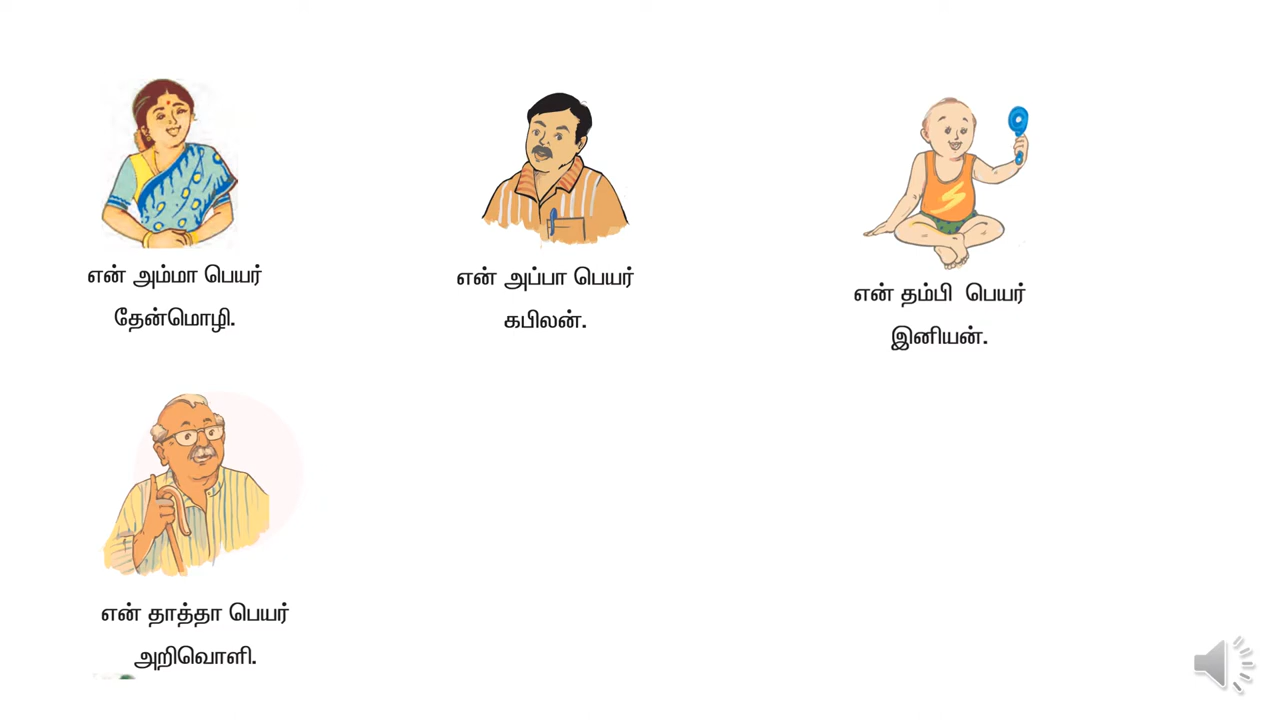 என் அம்மா பெயர்
தேன்மொழி.
என் அப்பா பெயர்
கபிலன்.
என் தம்பி பெயர்
இனியன்.
என் தாத்தா பெயர்
அறிவொளி.